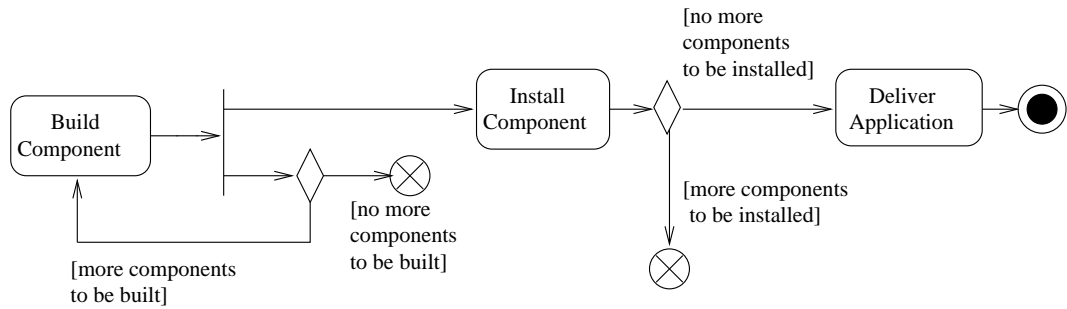 [no more
components
to be installed]
Build
Component
Install
Component
Deliver
Application
[more components
to be installed]
[no more
components
to be built]
[more components
to be built]